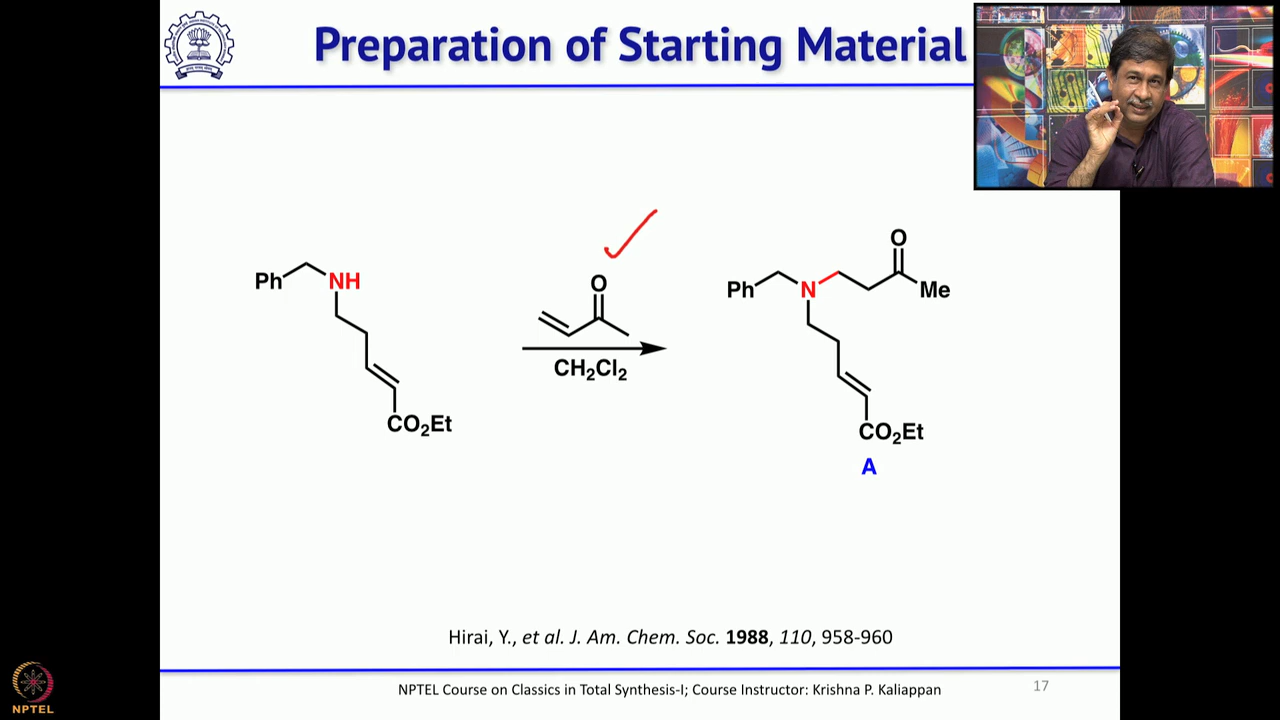 Preparation of Starting Material
Ph
NH
CO₂Et
O
CH₂Cl₂
O
Ph
N
Me
CO₂Et
A
Hirai, Y., et al. J. Am. Chem. Soc. 1988, 110, 958-960
NPTEL Course on Classics in Total Synthesis-I; Course Instructor: Krishna P. Kaliappan
17
NPTEL